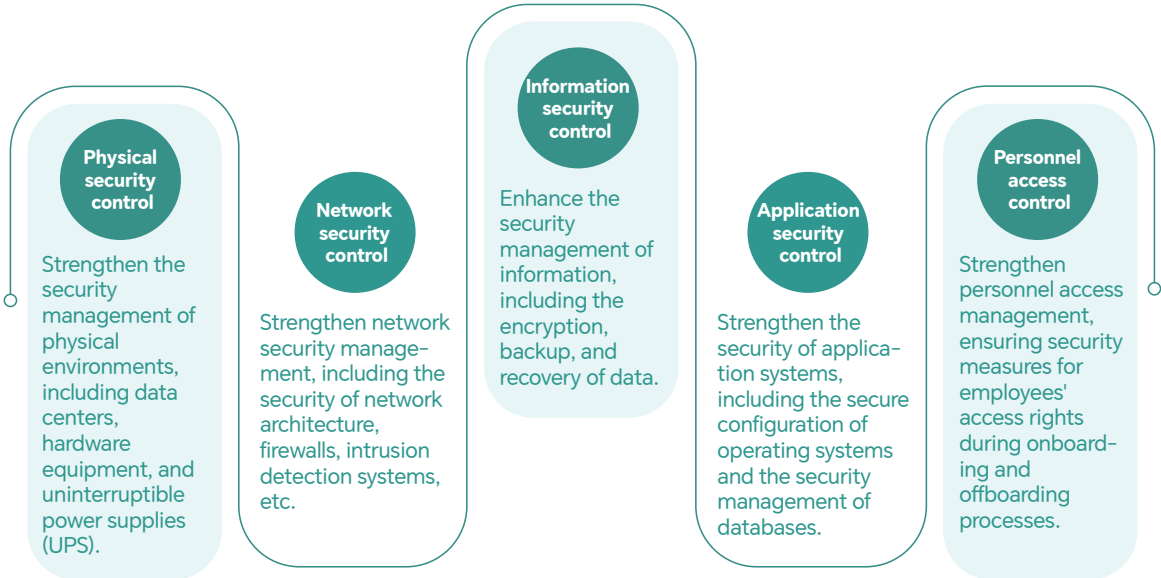 Physical
security
control
Strengthen the
security
management of
physical
environments,
including data
centers,
hardware
equipment, and
uninterruptible
power supplies
(UPS).
Network
security
control
Strengthen network
security manage-
ment, including the
security of network
architecture,
firewalls, intrusion
detection systems,
etc.
Information
security
control
Enhance the
security
management of
information,
including the
encryption,
backup, and
recovery of data.
Application
security
control
Strengthen the
security of applica-
tion systems,
including the secure
configuration of
operating systems
and the security
management of
databases.
Personnel
access
control
Strengthen
personnel access
management,
ensuring security
measures for
employees'
access rights
during onboard-
ing and
offboarding
processes.